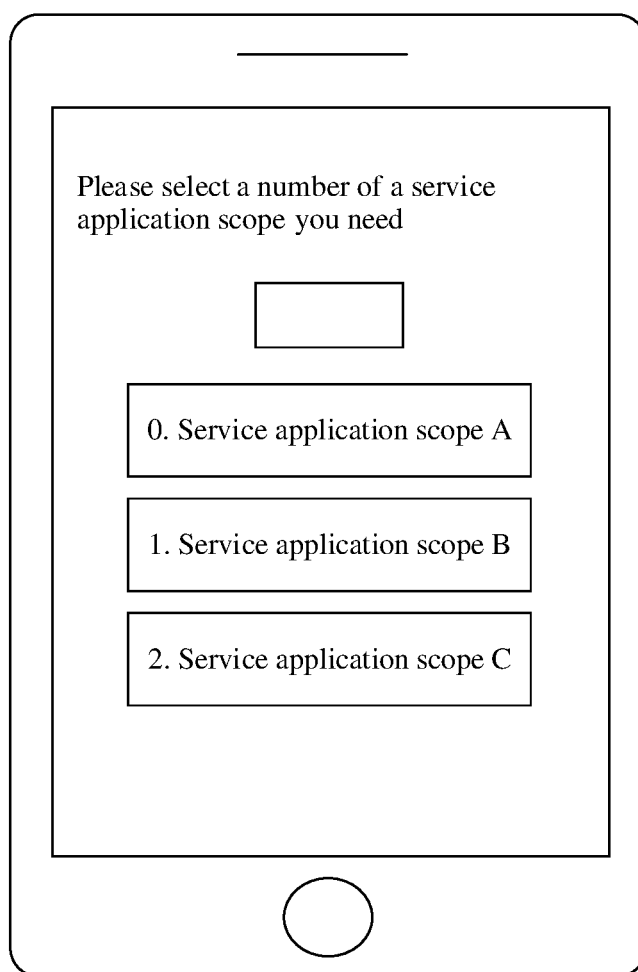 Please select a number of a service
application scope you need
0. Service application scope A
1. Service application scope B
2. Service application scope C